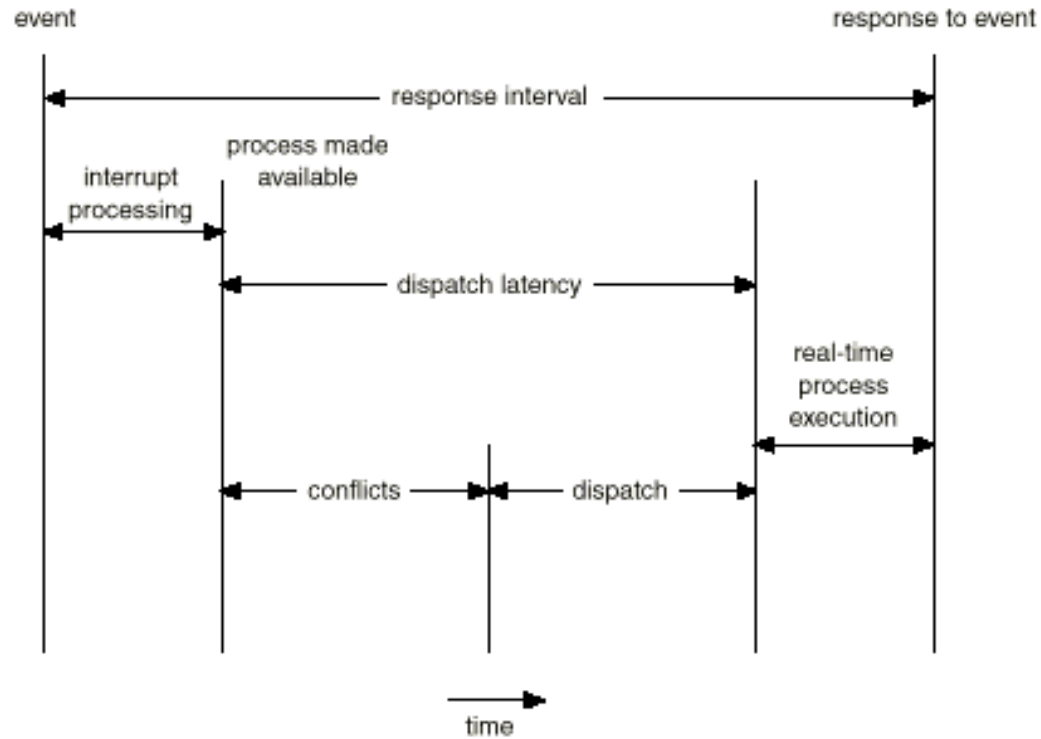 event
response to event
response interval
process made
available
interrupt
processing
dispatch latency
real-time
process
execution
conflicts
dispatch
time